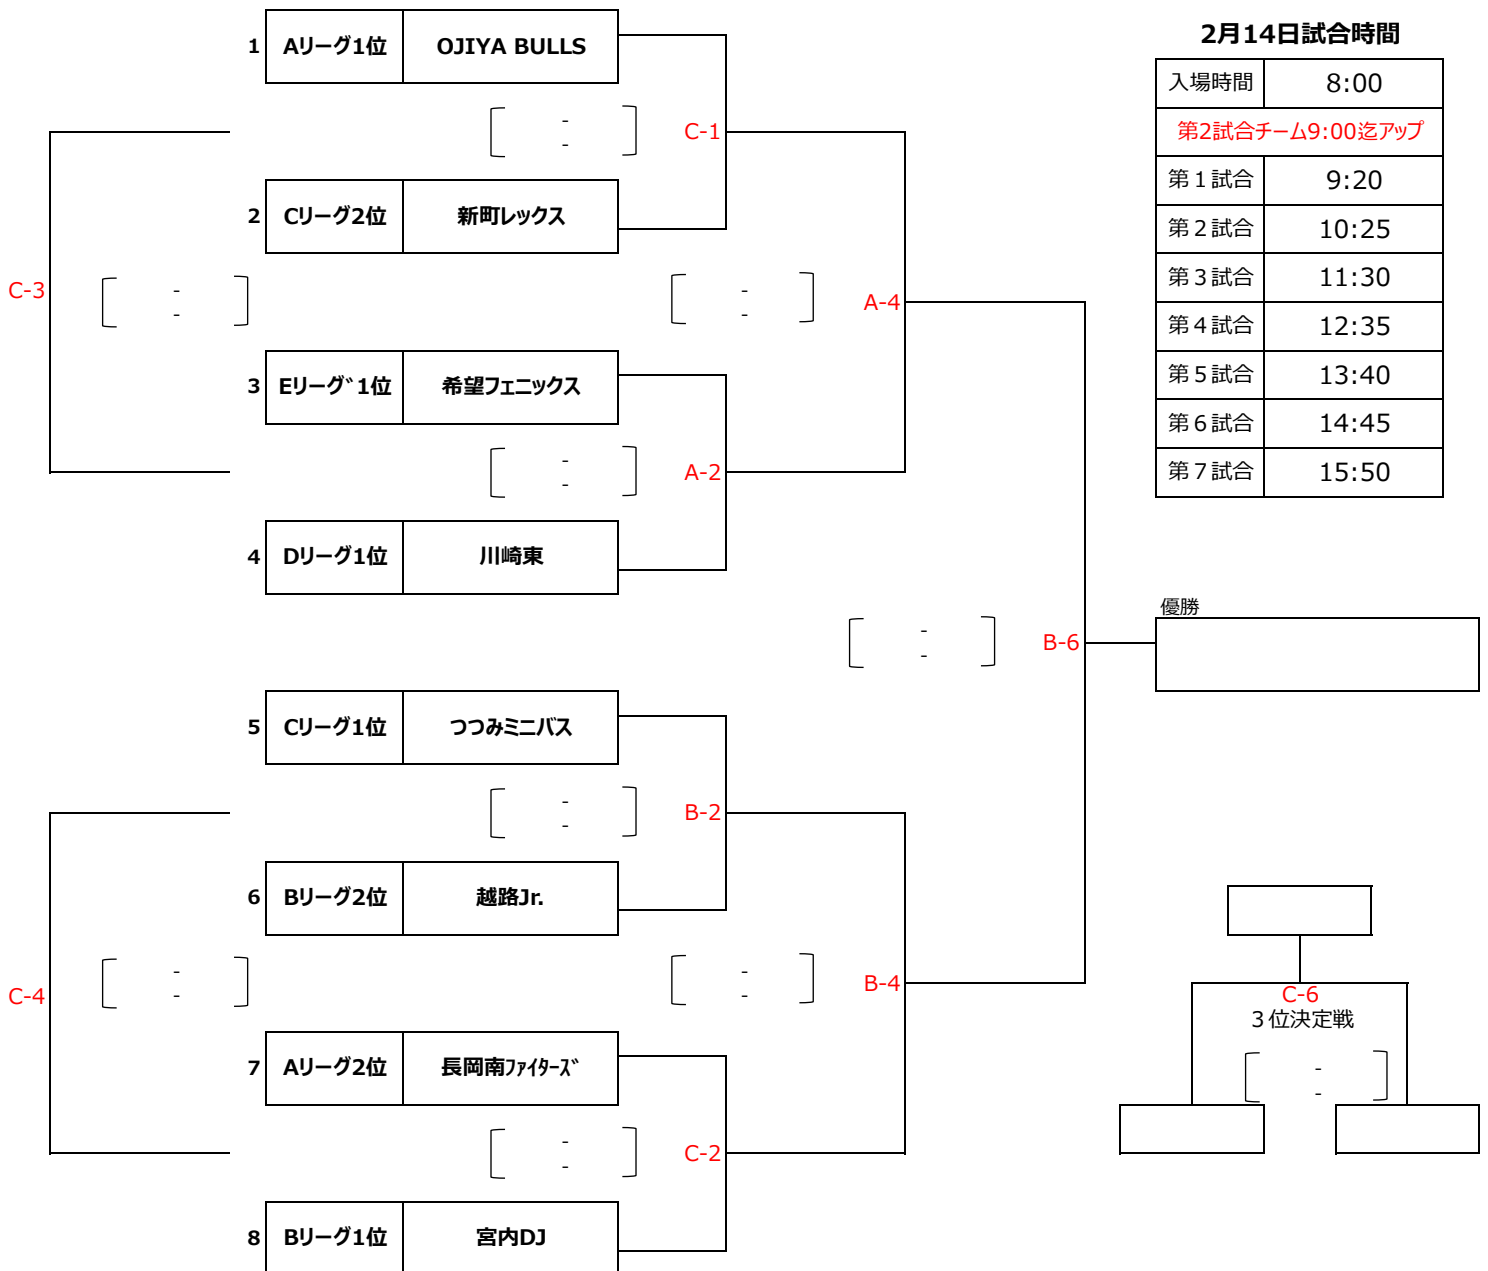 2月14日試合時間
入場時間 8:00
第2試合チーム9:00迄アップ
第１試合 9:20
第２試合 10:25
第３試合 11:30
第４試合 12:35
第５試合 13:40
第６試合 14:45
第７試合 15:50
1 Aリーグ1位 OJIYA BULLS
-
-
C-1
2 Cリーグ2位 新町レックス
C-3
-
-
-
-
A-4
3 Eリーグﾞ1位 希望フェニックス
-
-
A-2
4 Dリーグ1位 川崎東
-
-
B-6
優勝
5 Cリーグ1位 つつみミニバス
-
-
B-2
6 Bリーグ2位 越路Jr.
C-4
-
-
-
-
B-4
7 Aリーグ2位 長岡南ﾌｧｲﾀｰｽﾞ
-
-
C-2
8 Bリーグ1位 宮内DJ
C-6
３位決定戦
-
-